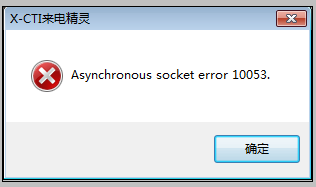 X-CTI来电精灵
Asynchronous socket error 10053.
确定